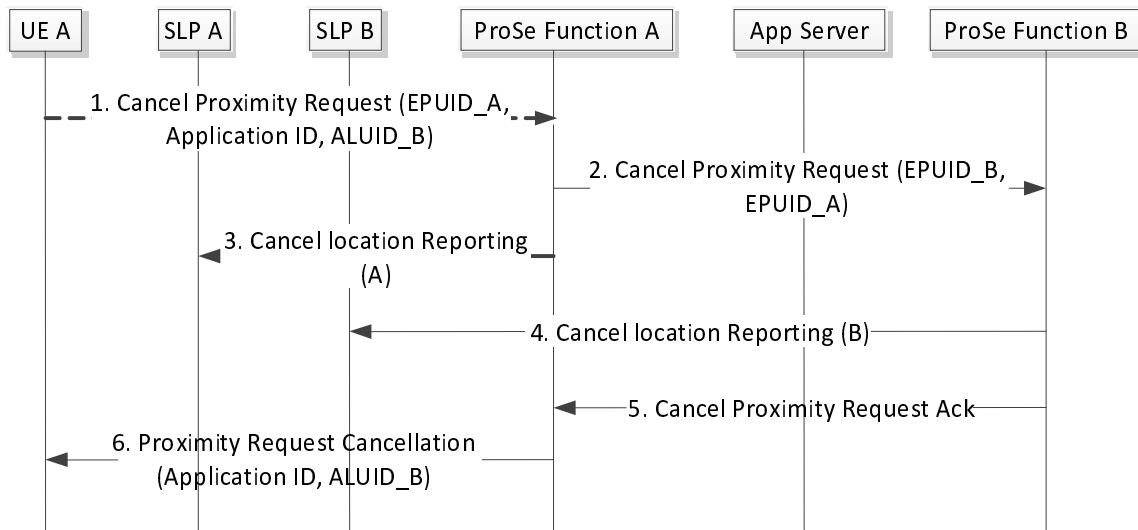 UE A
SLP A
SLP B
ProSe Function A
App Server
ProSe Function B
1. Cancel Proximity Request (EPUID_A,
Application ID, ALUID_B)
2. Cancel Proximity Request (EPUID_B,
EPUID_A)
3. Cancel location Reporting
(A)
4. Cancel location Reporting (B)
5. Cancel Proximity Request Ack
6. Proximity Request Cancellation
(Application ID, ALUID_B)